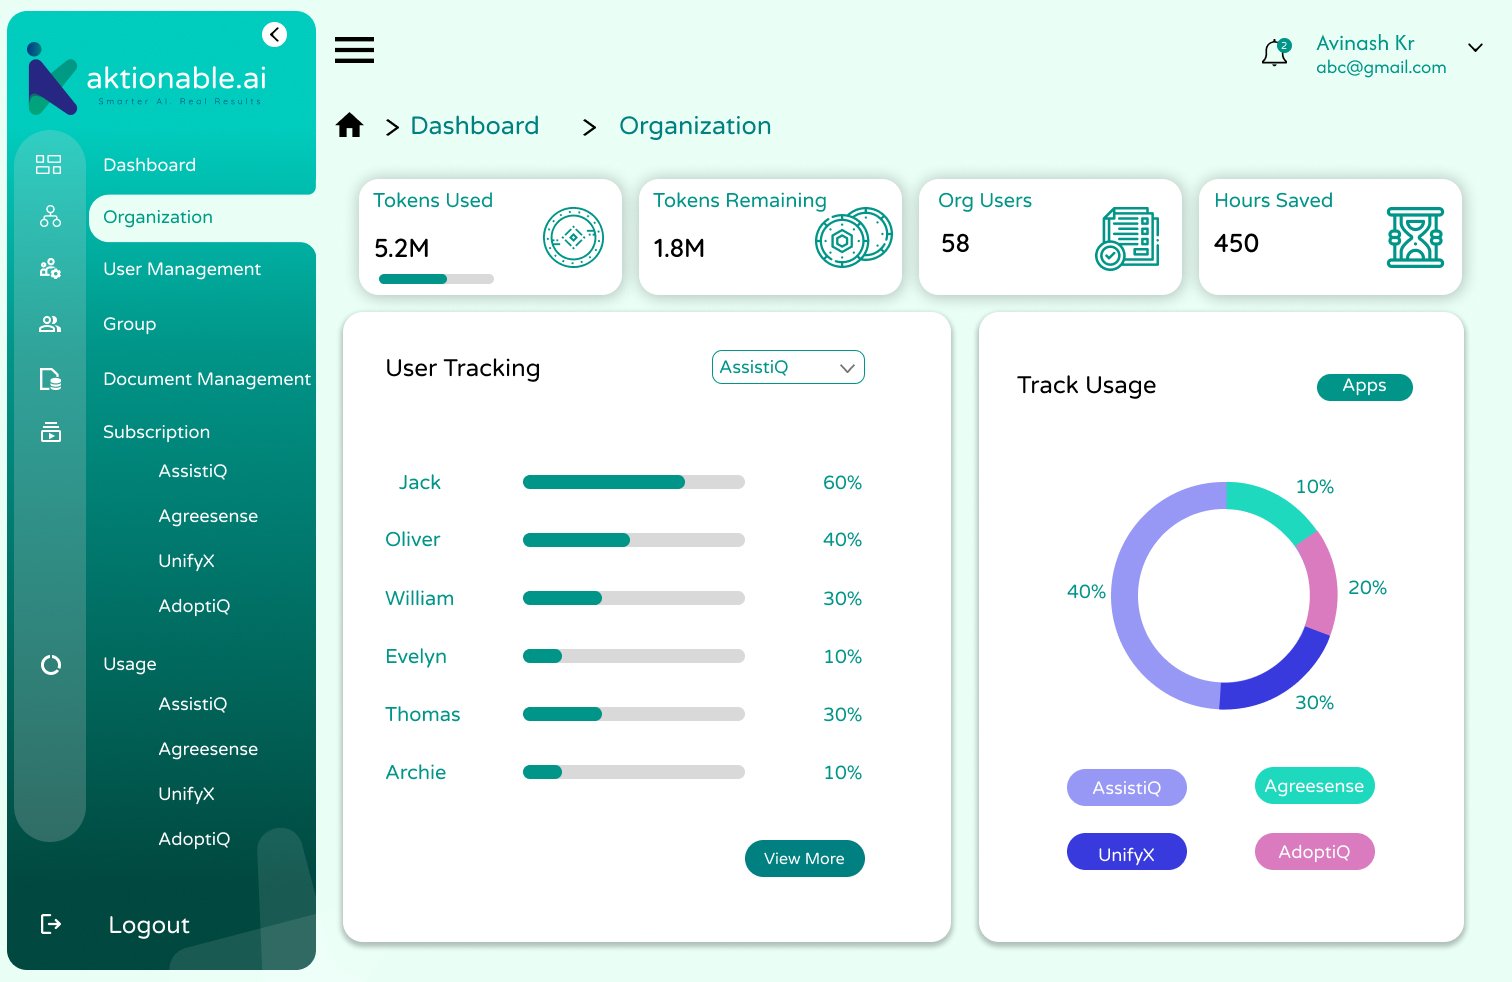 aktionable.ai
Smarter AI. Real Results
Dashboard
Organization
User Management
Group
Document Management
Subscription
AssistiQ
Agreesense
UnifyX
AdoptiQ
Usage
AssistiQ
Agreesense
UnifyX
AdoptiQ
Logout
2
Avinash Kr
abc@gmail.com
> Dashboard > Organization
Tokens Used
5.2M
Tokens Remaining
1.8M
Org Users
58
Hours Saved
450
User Tracking
AssistiQ
Jack 60%
Oliver 40%
William 30%
Evelyn 10%
Thomas 30%
Archie 10%
View More
Track Usage
Apps
10%
40%
20%
30%
AssistiQ
Agreesense
UnifyX
AdoptiQ